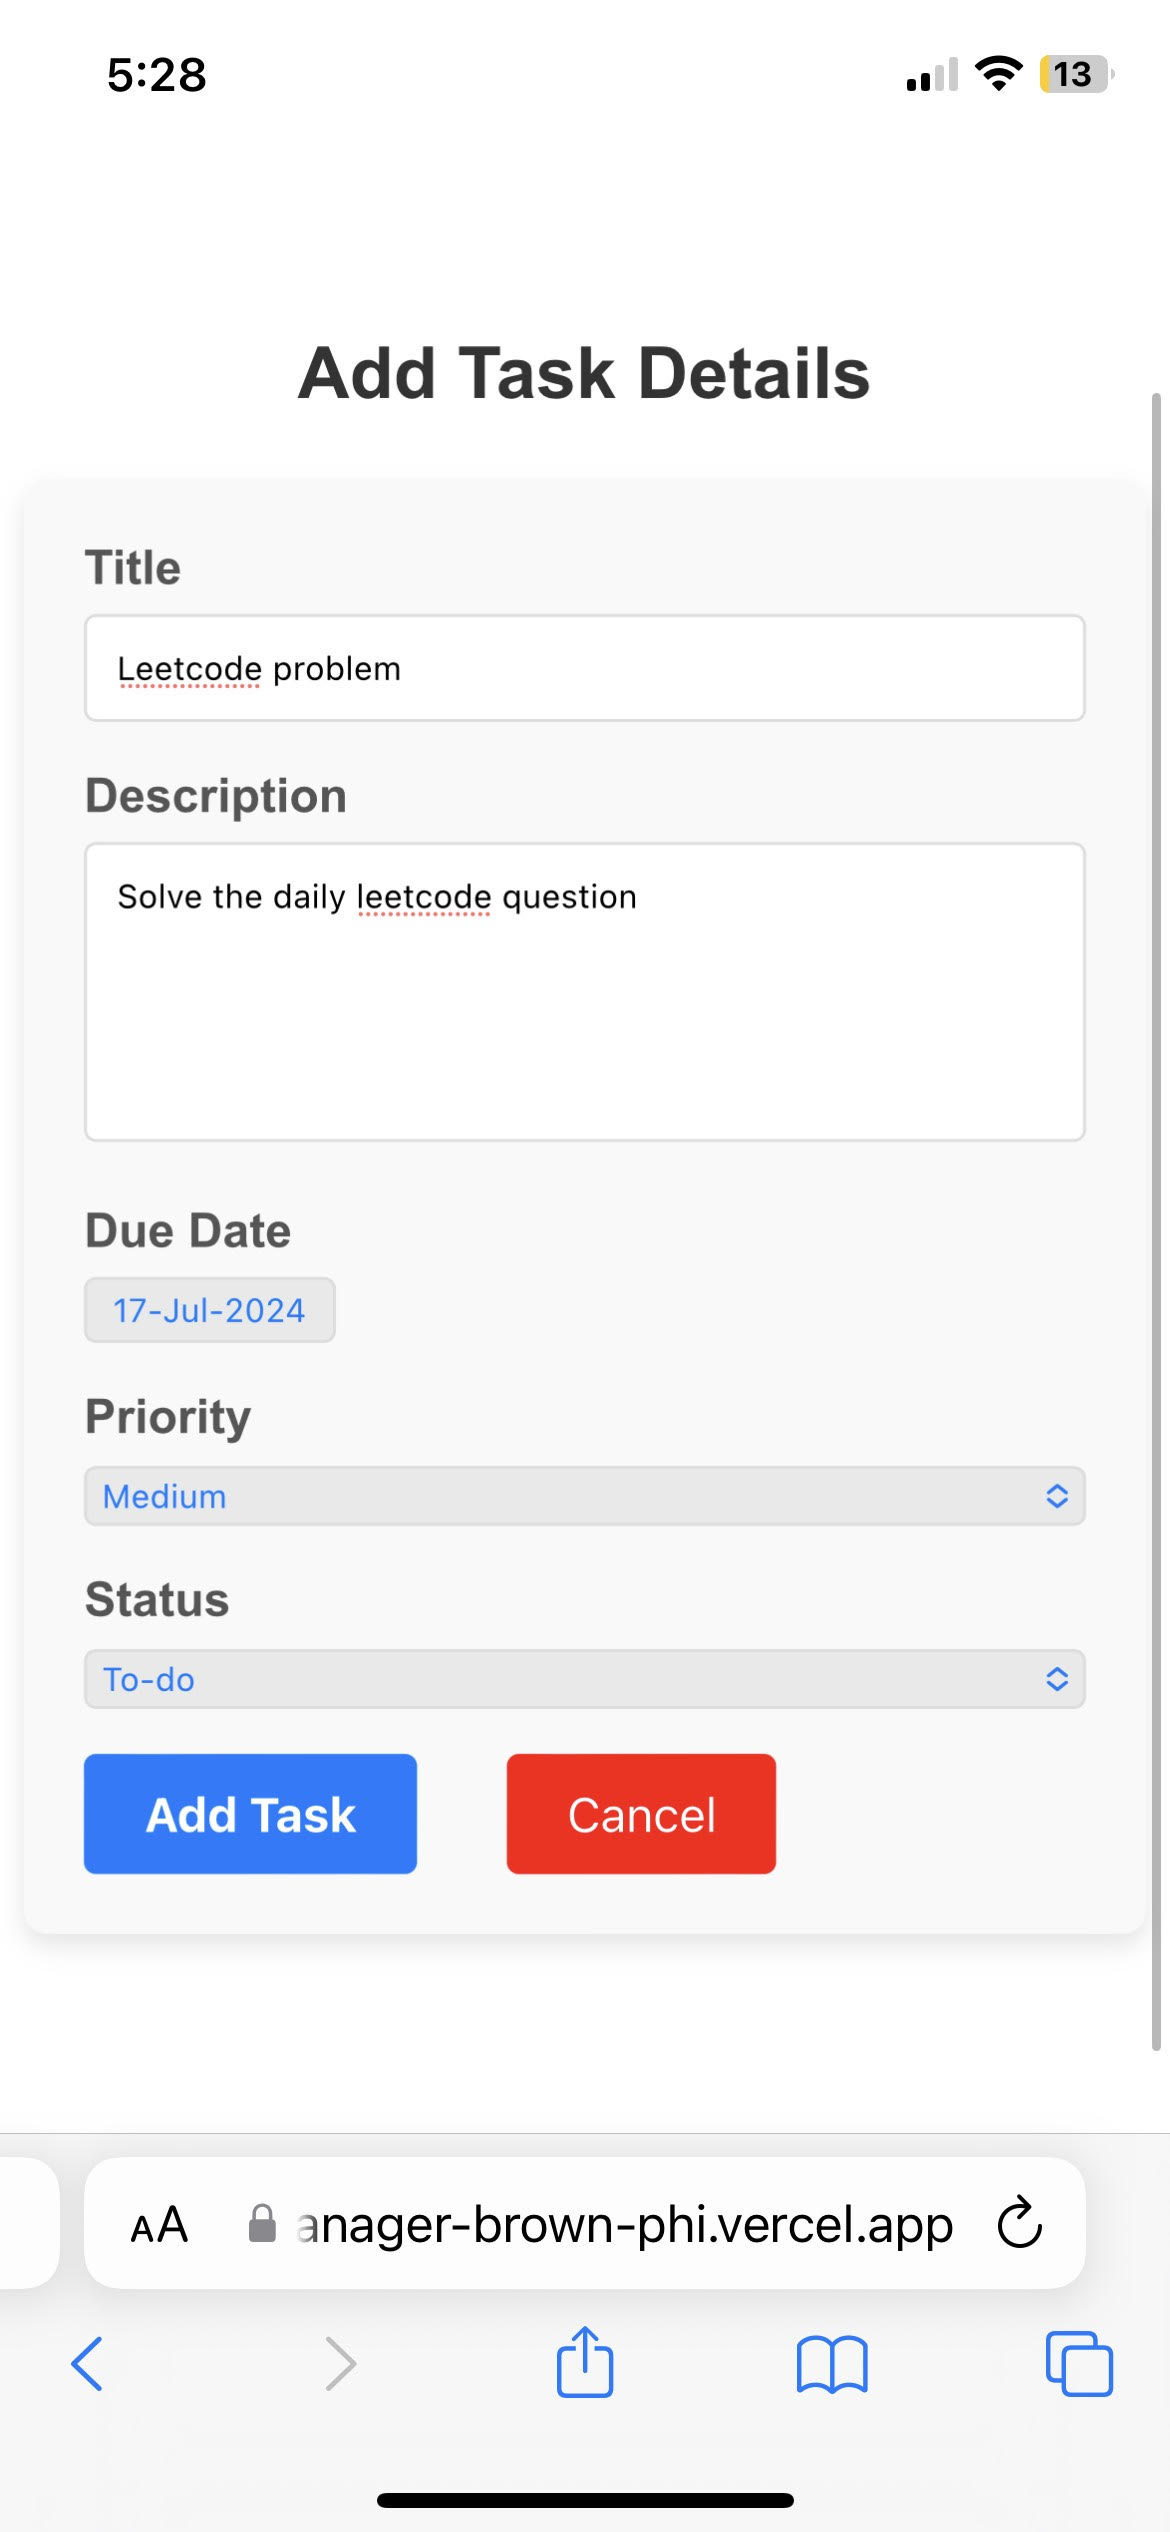 5:28
13
Add Task Details
Title
Leetcode problem
Description
Solve the daily leetcode question
Due Date
17-Jul-2024
Priority
Medium
Status
To-do
Add Task
Cancel
AA
anager-brown-phi.vercel.app